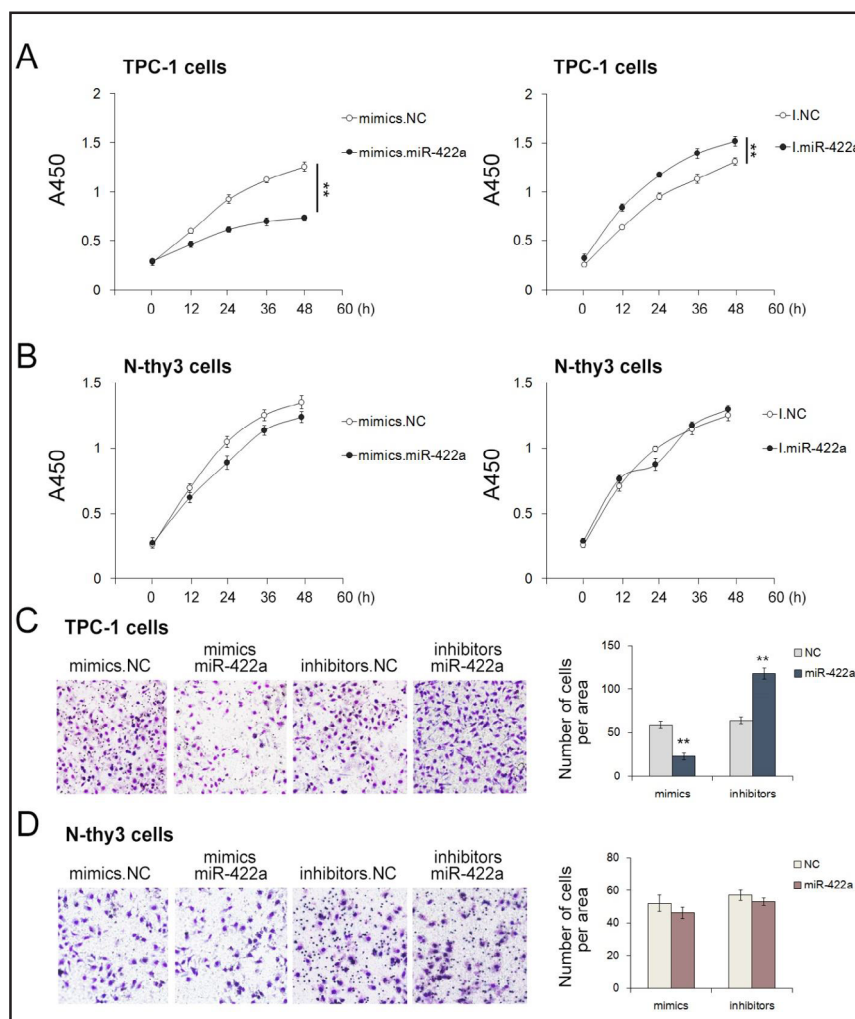 A
TPC-1 cells
TPC-1 cells
2
1.5
1
0.5
0
A450
0 12 24 36 48 60 (h)
mimics.NC
mimics.miR-422a
**
2
1.5
1
0.5
0
A450
0 12 24 36 48 60 (h)
I.NC
I.miR-422a
**
B
N-thy3 cells
N-thy3 cells
1.5
1
0.5
0
A450
0 12 24 36 48 60 (h)
mimics.NC
mimics.miR-422a
1.5
1
0.5
0
A450
0 12 24 36 48 60 (h)
I.NC
I.miR-422a
C
TPC-1 cells
mimics.NC
mimics
miR-422a
inhibitors.NC
inhibitors
miR-422a
Number of cells
per area
150
100
50
0
**
**
mimics inhibitors
NC
miR-422a
D
N-thy3 cells
mimics.NC
mimics
miR-422a
inhibitors.NC
inhibitors
miR-422a
Number of cells
per area
80
60
40
20
0
mimics inhibitors
NC
miR-422a